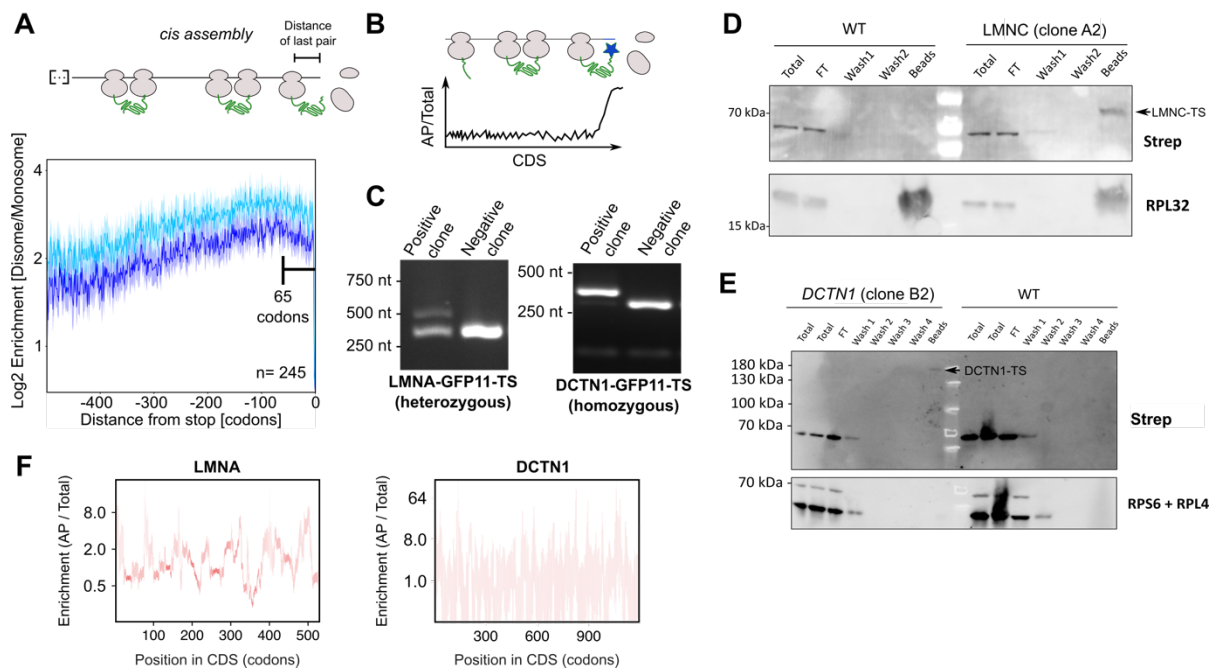 A
cis assembly
Distance
of last pair
[··]
Log2 Enrichment [Disome/Monosome]
4
2
1
65
codons
n= 245
-400
-300
-200
-100
0
Distance from stop [codons]
B
AP/Total
CDS
C
Positive
clone
Negative
clone
750 nt
500 nt
250 nt
LMNA-GFP11-TS
(heterozygous)
Positive
clone
Negative
clone
500 nt
250 nt
DCTN1-GFP11-TS
(homozygous)
D
WT
LMNC (clone A2)
Total
FT
Wash1
Wash2
Beads
Total
FT
Wash1
Wash2
Beads
70 kDa
LMNC-TS
Strep
RPL32
15 kDa
E
DCTN1 (clone B2)
WT
Total
Total
FT
Wash 1
Wash 2
Wash 3
Wash 4
Beads
Total
Total
FT
Wash 1
Wash 2
Wash 3
Wash 4
Beads
180 kDa
130 kDa
100 kDa
70 kDa
DCTN1-TS
Strep
70 kDa
RPS6 + RPL4
F
LMNA
Enrichment (AP / Total)
8.0
2.0
0.5
100
200
300
400
500
Position in CDS (codons)
DCTN1
Enrichment (AP / Total)
64
8.0
1.0
300
600
900
Position in CDS (codons)